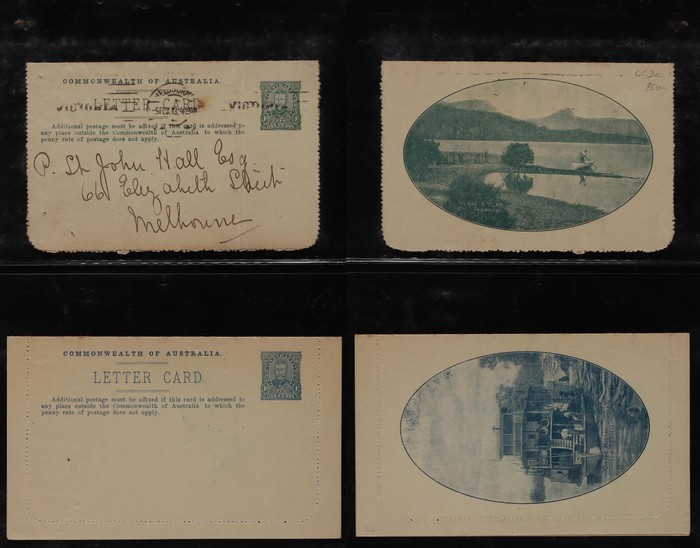 COMMONWEALTH OF AUSTRALIA.
LETTER CARD.
Additional postage must be affixed if this card is addressed to
any place outside the Commonwealth of Australia to which the
penny rate of postage does not apply.
P. St John Hall Esq.
66 Elizabeth Street
Melbourne
950-
COMMONWEALTH OF AUSTRALIA.
LETTER CARD.
Additional postage must be affixed if this card is addressed to
any place outside the Commonwealth of Australia to which the
penny rate of postage does not apply.